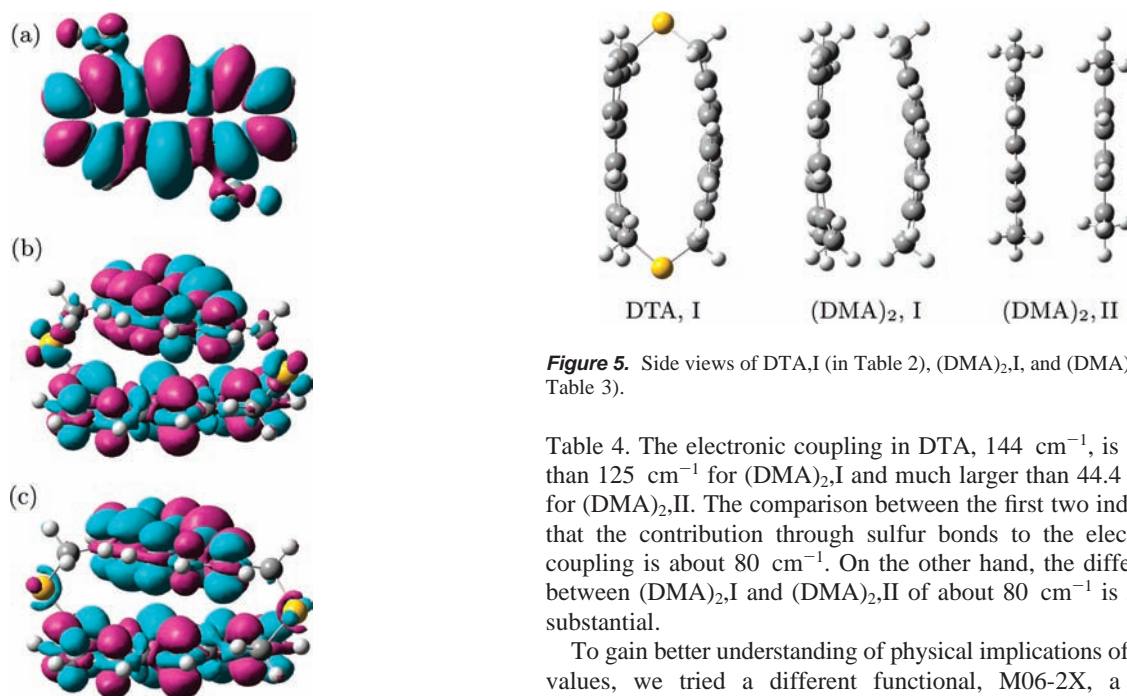 (a)
(b)
(c)
DTA, I
(DMA)₂, I
(DMA)₂, II
Figure 5. Side views of DTA,I (in Table 2), (DMA)₂,I, and (DMA)
Table 3).
Table 4. The electronic coupling in DTA, 144 cm⁻¹, is
than 125 cm⁻¹ for (DMA)₂,I and much larger than 44.4
for (DMA)₂,II. The comparison between the first two ind
that the contribution through sulfur bonds to the elect
coupling is about 80 cm⁻¹. On the other hand, the differ
between (DMA)₂,I and (DMA)₂,II of about 80 cm⁻¹ is
substantial.
To gain better understanding of physical implications of
values, we tried a different functional, M06-2X, a